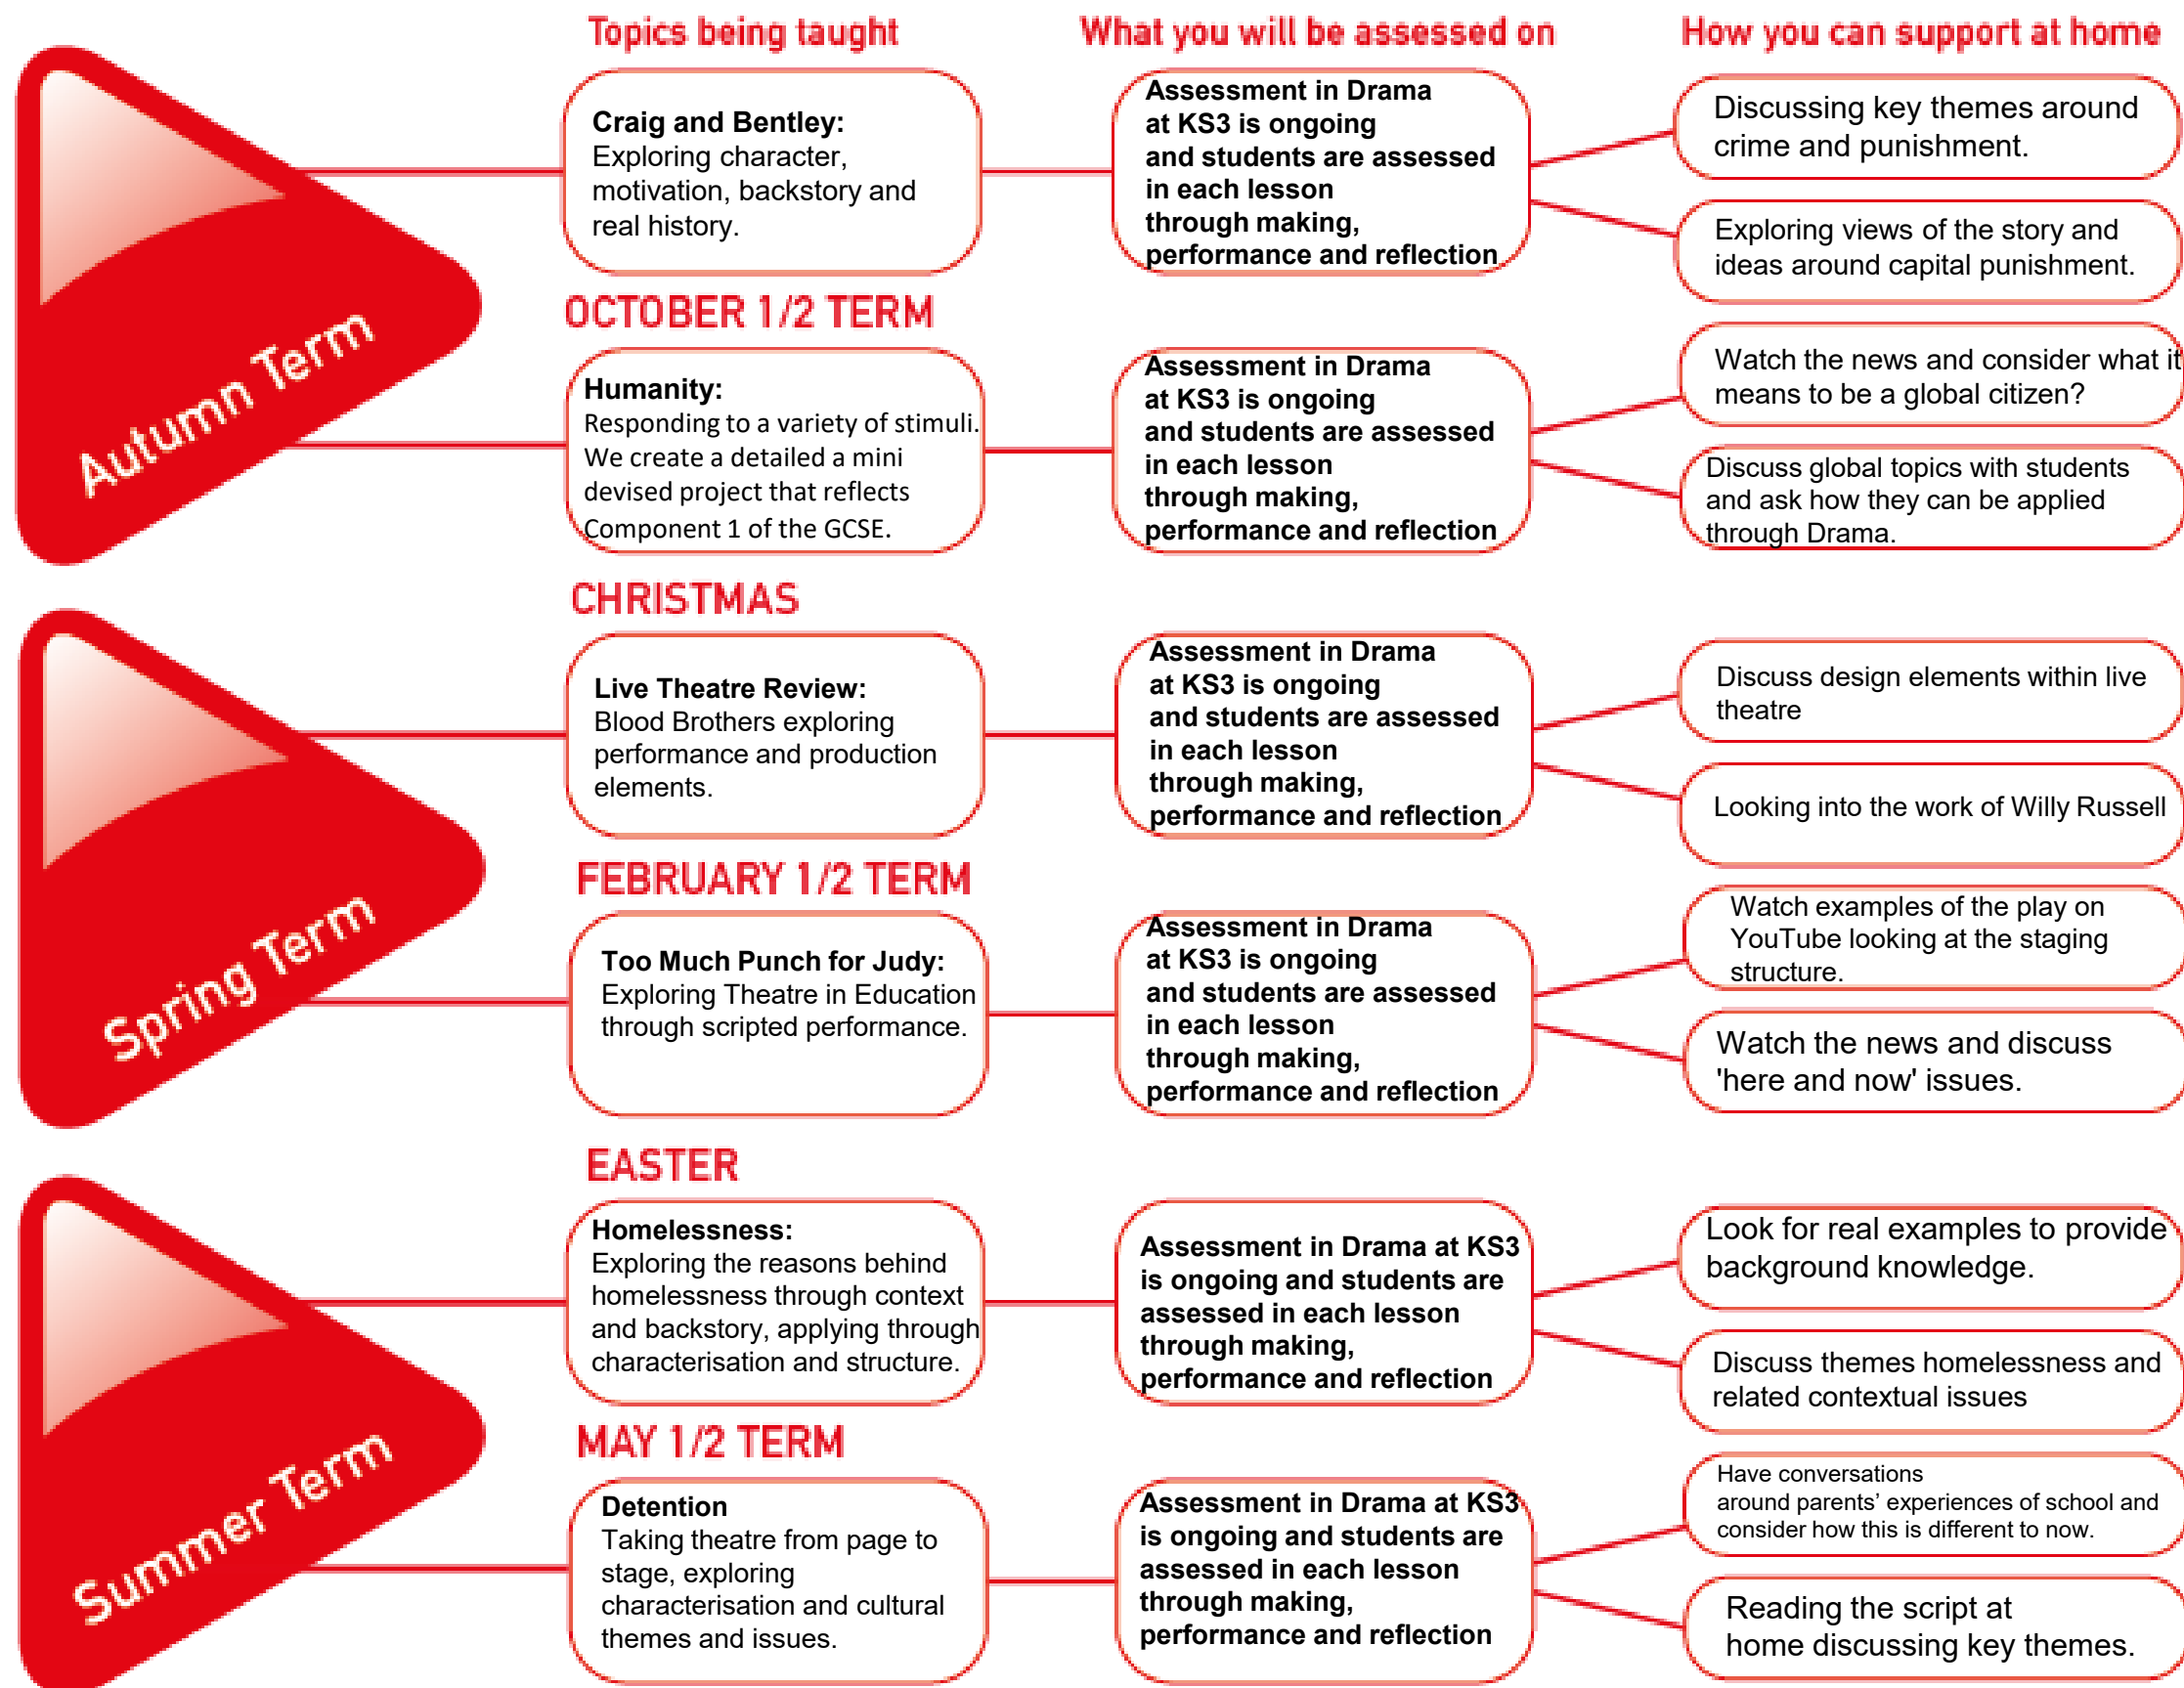 Topics being taught
What you will be assessed on
How you can support at home
Autumn Term
Craig and Bentley:
Exploring character,
motivation, backstory and
real history.
Assessment in Drama
at KS3 is ongoing
and students are assessed
in each lesson
through making,
performance and reflection
Discussing key themes around
crime and punishment.
Exploring views of the story and
ideas around capital punishment.
OCTOBER 1/2 TERM
Humanity:
Responding to a variety of stimuli.
We create a detailed a mini
devised project that reflects
Component 1 of the GCSE.
Assessment in Drama
at KS3 is ongoing
and students are assessed
in each lesson
through making,
performance and reflection
Watch the news and consider what it
means to be a global citizen?
Discuss global topics with students
and ask how they can be applied
through Drama.
CHRISTMAS
Spring Term
Live Theatre Review:
Blood Brothers exploring
performance and production
elements.
Assessment in Drama
at KS3 is ongoing
and students are assessed
in each lesson
through making,
performance and reflection
Discuss design elements within live
theatre
Looking into the work of Willy Russell
FEBRUARY 1/2 TERM
Too Much Punch for Judy:
Exploring Theatre in Education
through scripted performance.
Assessment in Drama
at KS3 is ongoing
and students are assessed
in each lesson
through making,
performance and reflection
Watch examples of the play on
YouTube looking at the staging
structure.
Watch the news and discuss
'here and now' issues.
EASTER
Summer Term
Homelessness:
Exploring the reasons behind
homelessness through context
and backstory, applying through
characterisation and structure.
Assessment in Drama at KS3
is ongoing and students are
assessed in each lesson
through making,
performance and reflection
Look for real examples to provide
background knowledge.
Discuss themes homelessness and
related contextual issues
MAY 1/2 TERM
Detention
Taking theatre from page to
stage, exploring
characterisation and cultural
themes and issues.
Assessment in Drama at KS3
is ongoing and students are
assessed in each lesson
through making,
performance and reflection
Have conversations
around parents’ experiences of school and
consider how this is different to now.
Reading the script at
home discussing key themes.